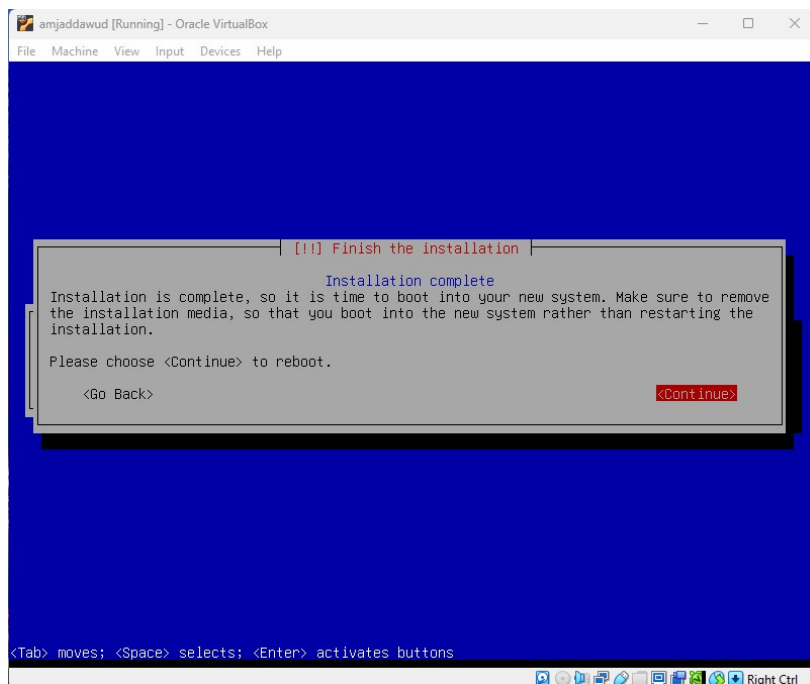 amjaddawud [Running] - Oracle VirtualBox
File Machine View Input Devices Help
[!!] Finish the installation
Installation complete
Installation is complete, so it is time to boot into your new system. Make sure to remove
the installation media, so that you boot into the new system rather than restarting the
installation.
Please choose <Continue> to reboot.
<Go Back> <Continue>
<Tab> moves; <Space> selects; <Enter> activates buttons
Right Ctrl